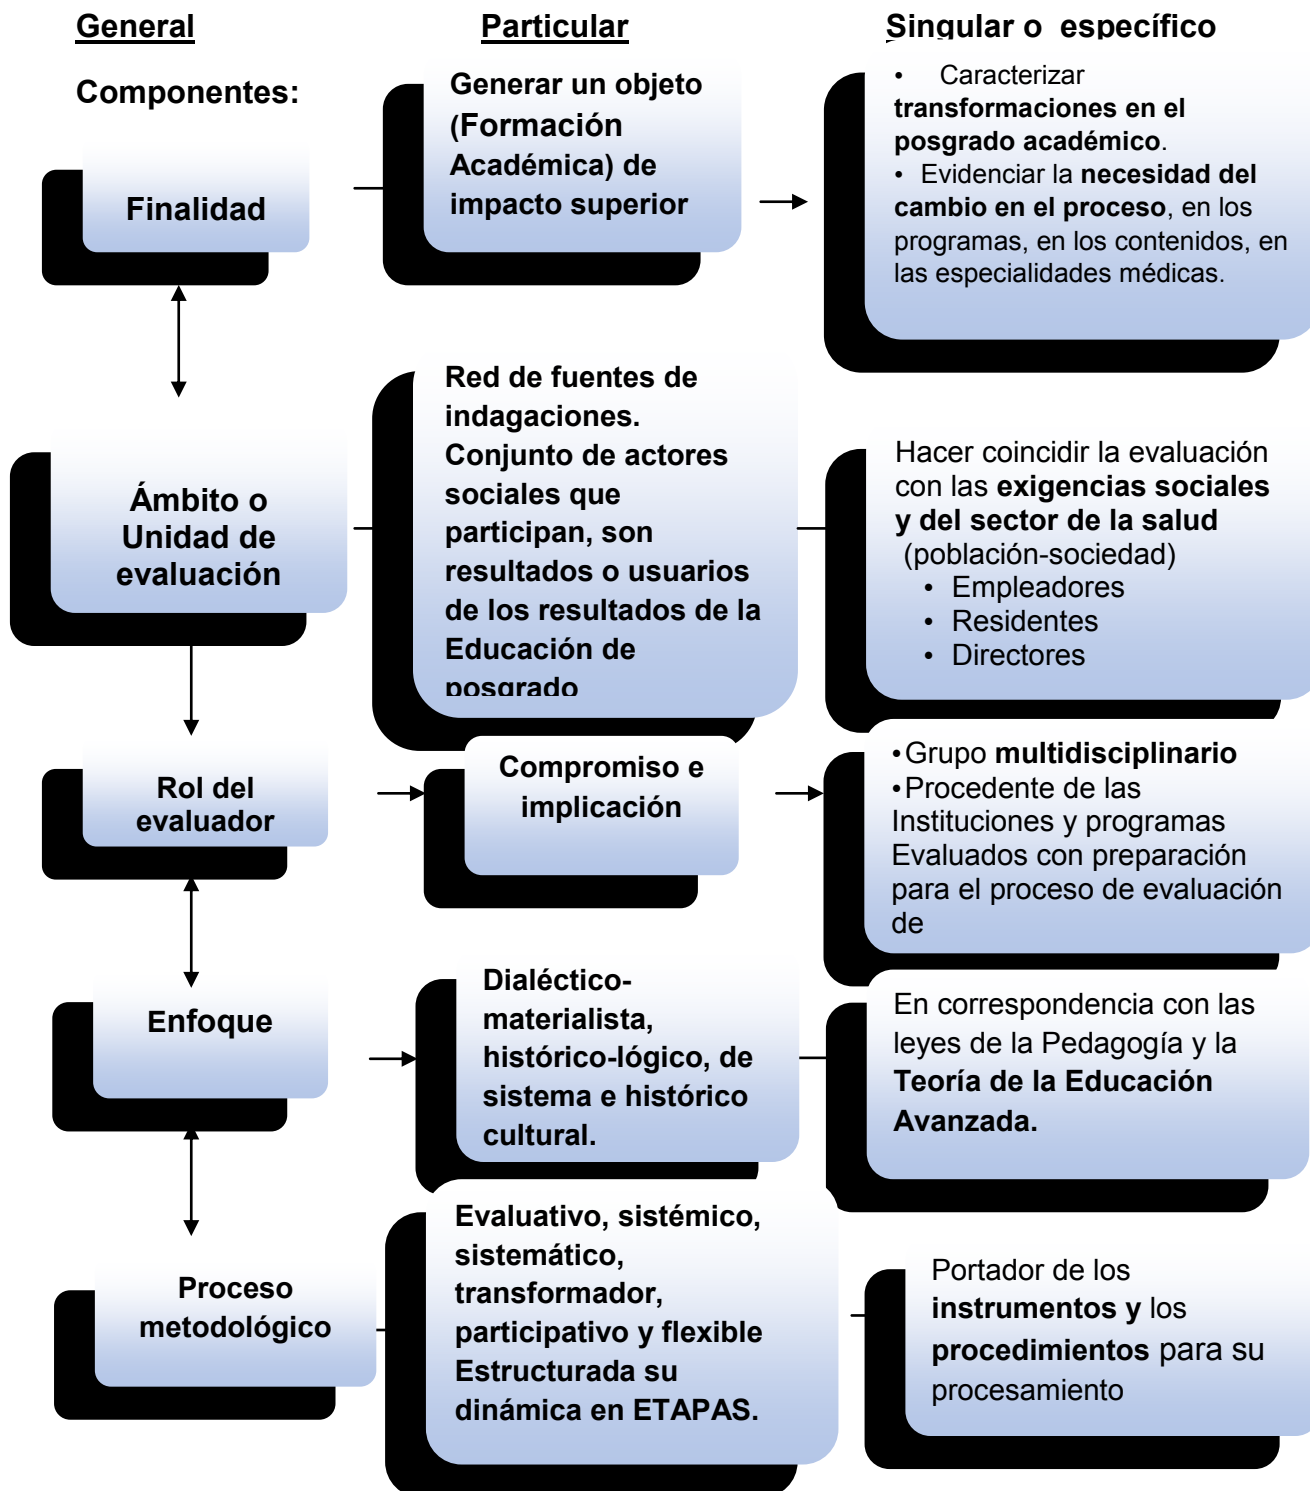 General
Particular
Singular o específico
Componentes:
Finalidad
Generar un objeto
(Formación
Académica) de
impacto superior
• Caracterizar
transformaciones en el
posgrado académico.
• Evidenciar la necesidad del
cambio en el proceso, en los
programas, en los contenidos, en
las especialidades médicas.
Ámbito o
Unidad de
evaluación
Red de fuentes de
indagaciones.
Conjunto de actores
sociales que
participan, son
resultados o usuarios
de los resultados de la
Educación de
posgrado
Hacer coincidir la evaluación
con las exigencias sociales
y del sector de la salud
(población-sociedad)
• Empleadores
• Residentes
• Directores
Rol del
evaluador
Compromiso e
implicación
•Grupo multidisciplinario
•Procedente de las
Instituciones y programas
Evaluados con preparación
para el proceso de evaluación
de
Enfoque
Dialéctico-
materialista,
histórico-lógico, de
sistema e histórico
cultural.
En correspondencia con las
leyes de la Pedagogía y la
Teoría de la Educación
Avanzada.
Proceso
metodológico
Evaluativo, sistémico,
sistemático,
transformador,
participativo y flexible
Estructurada su
dinámica en ETAPAS.
Portador de los
instrumentos y los
procedimientos para su
procesamiento